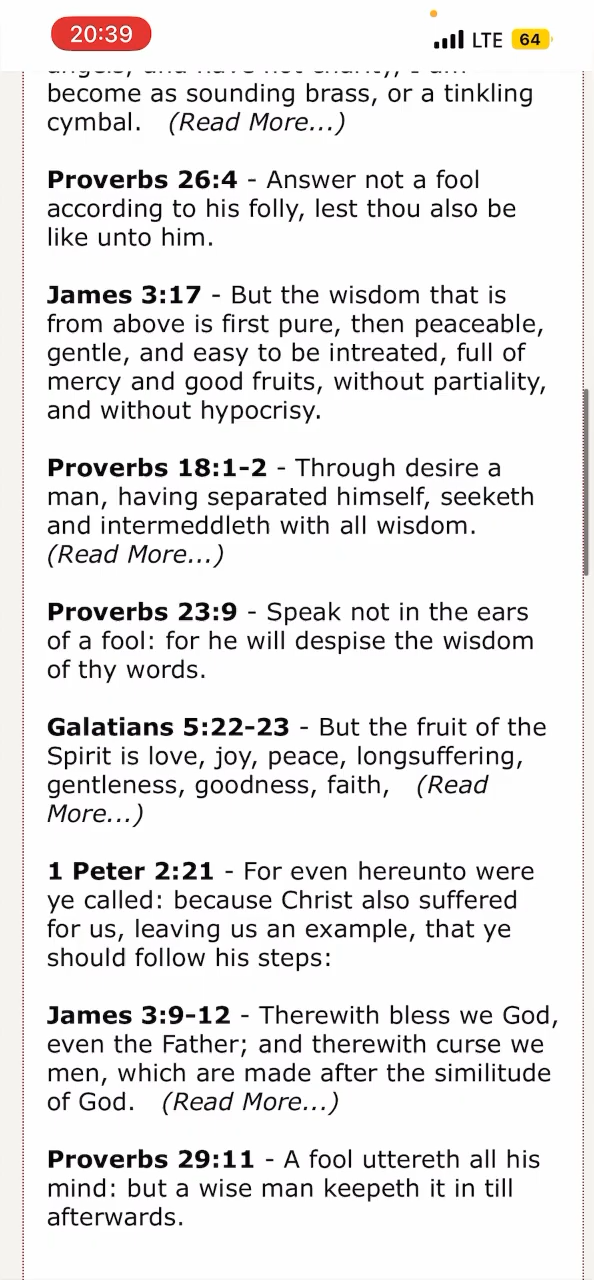 20:39
LTE 64
become as sounding brass, or a tinkling
cymbal. (Read More...)
Proverbs 26:4 - Answer not a fool
according to his folly, lest thou also be
like unto him.
James 3:17 - But the wisdom that is
from above is first pure, then peaceable,
gentle, and easy to be intreated, full of
mercy and good fruits, without partiality,
and without hypocrisy.
Proverbs 18:1-2 - Through desire a
man, having separated himself, seeketh
and intermeddleth with all wisdom.
(Read More...)
Proverbs 23:9 - Speak not in the ears
of a fool: for he will despise the wisdom
of thy words.
Galatians 5:22-23 - But the fruit of the
Spirit is love, joy, peace, longsuffering,
gentleness, goodness, faith, (Read
More...)
1 Peter 2:21 - For even hereunto were
ye called: because Christ also suffered
for us, leaving us an example, that ye
should follow his steps:
James 3:9-12 - Therewith bless we God,
even the Father; and therewith curse we
men, which are made after the similitude
of God. (Read More...)
Proverbs 29:11 - A fool uttereth all his
mind: but a wise man keepeth it in till
afterwards.